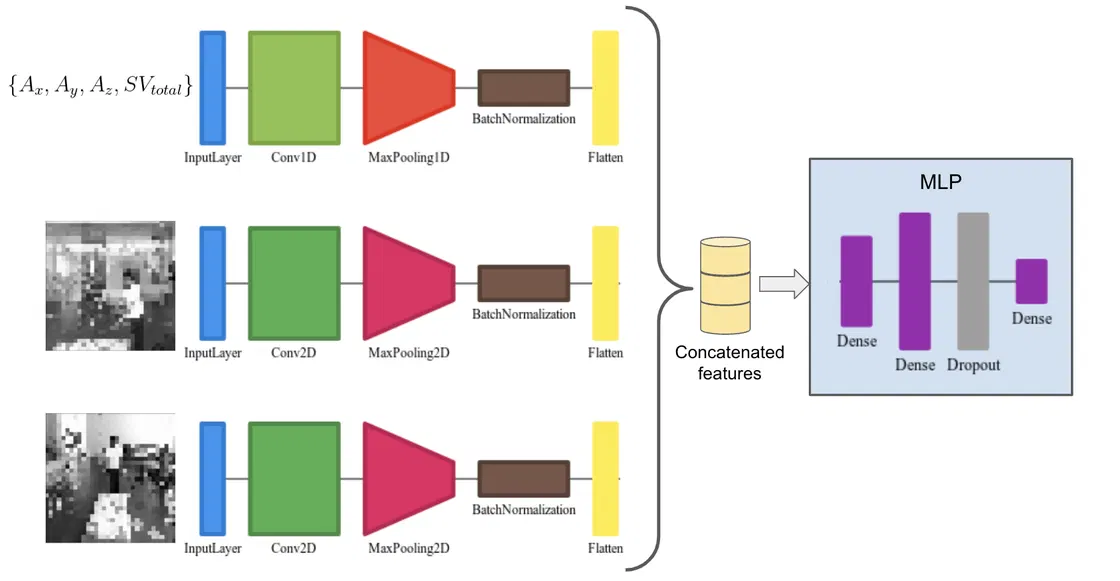 {A_x, A_y, A_z, SV_total}
InputLayer
Conv1D
MaxPooling1D
BatchNormalization
Flatten
InputLayer
Conv2D
MaxPooling2D
BatchNormalization
Flatten
InputLayer
Conv2D
MaxPooling2D
BatchNormalization
Flatten
Concatenated
features
MLP
Dense
Dense
Dropout
Dense